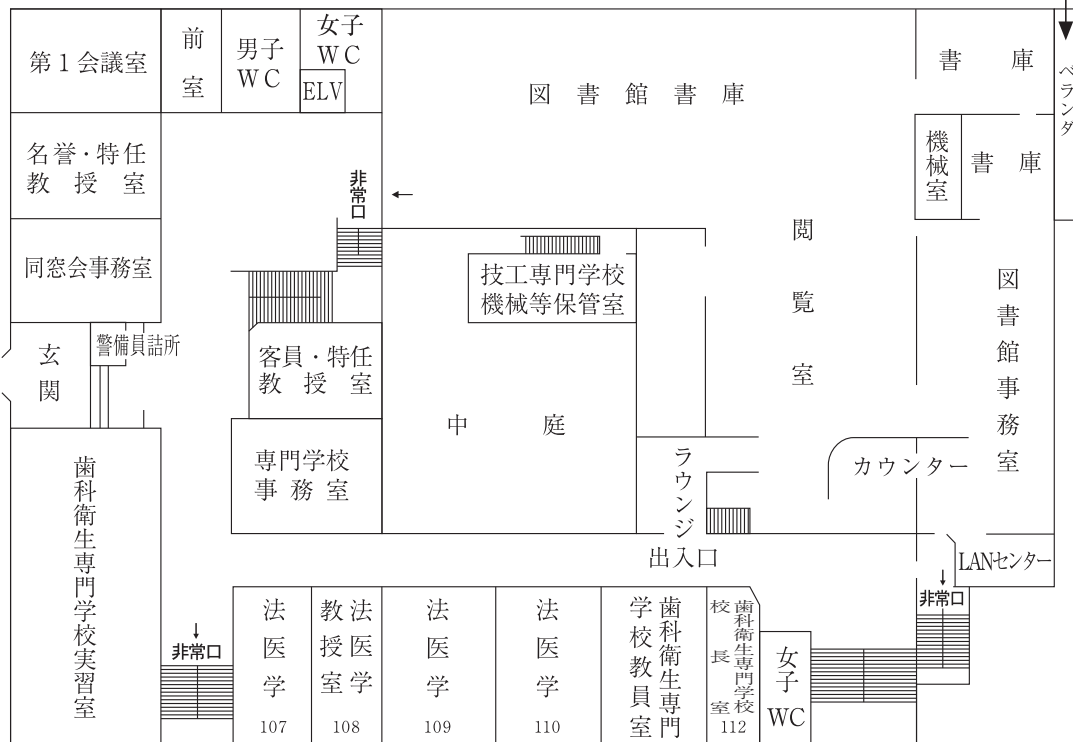 第１会議室
前室
男子
ＷＣ
女子
ＷＣ
ELV
図書館書庫
書庫
ベランダ
名誉・特任
教授室
非常口
機械室
書庫
同窓会事務室
技工専門学校
機械等保管室
閲覧室
図書館事務室
玄関
警備員詰所
客員・特任
教授室
中庭
専門学校
事務室
ラウンジ
カウンター
出入口
LANセンター
歯科衛生専門学校実習室
非常口
法医学
107
法医学
教授室
108
法医学
109
法医学
110
歯科衛生専門
学校教員室
歯科衛生専門学校
校長室
112
女子
WC
非常口